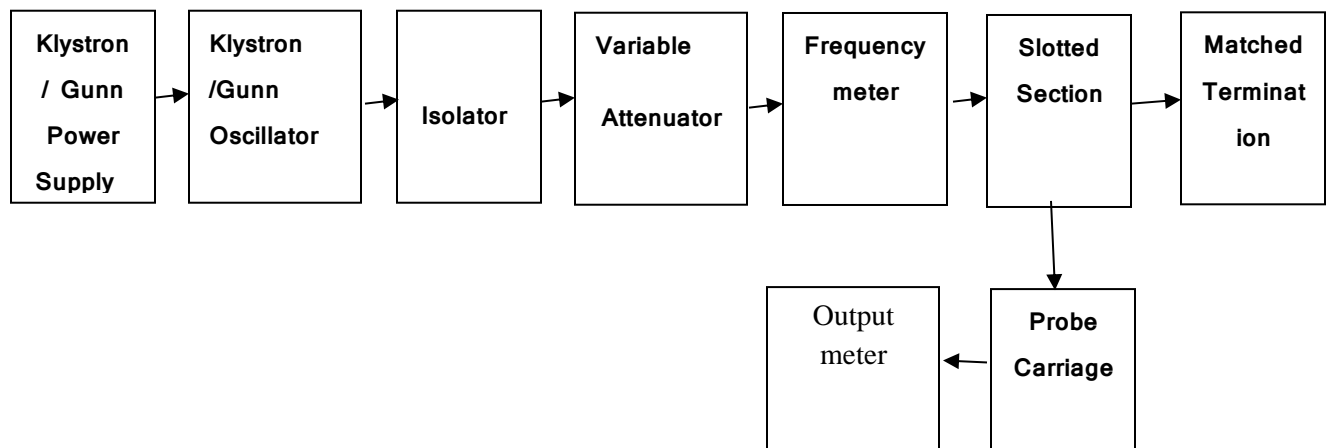 Klystron
/ Gunn
Power
Supply
Klystron
/Gunn
Oscillator
Isolator
Variable
Attenuator
Frequency
meter
Slotted
Section
Matched
Terminat
ion
Output
meter
Probe
Carriage